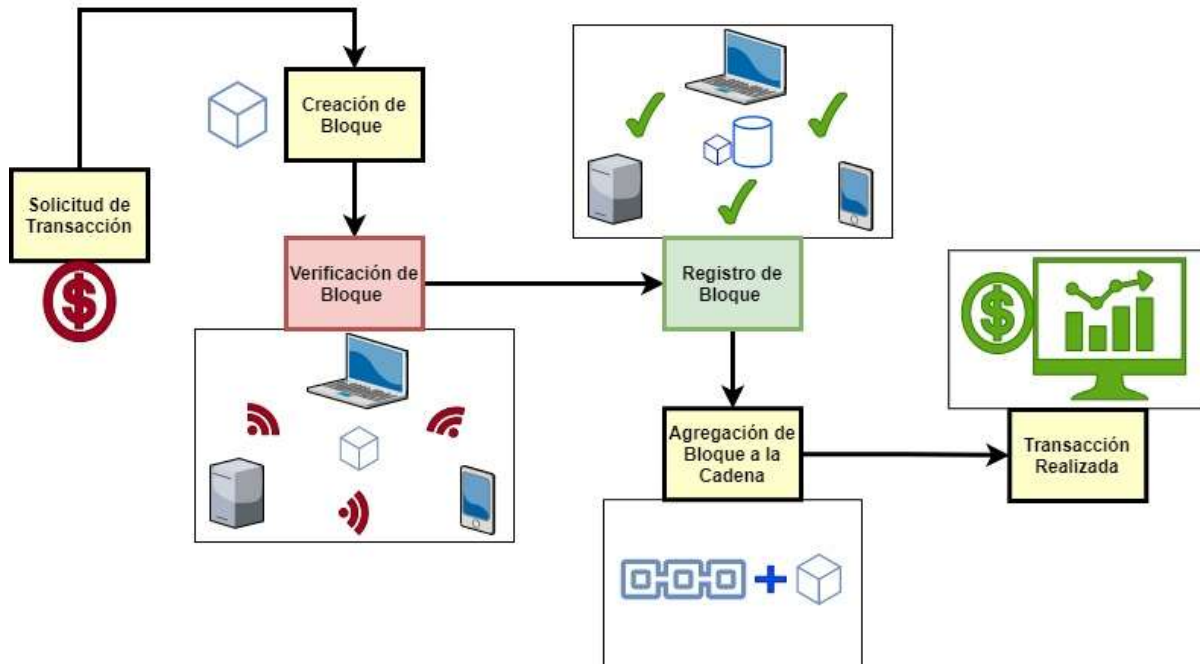 Solicitud de
Transacción
Creación de
Bloque
Verificación de
Bloque
Registro de
Bloque
Agregación de
Bloque a la
Cadena
Transacción
Realizada